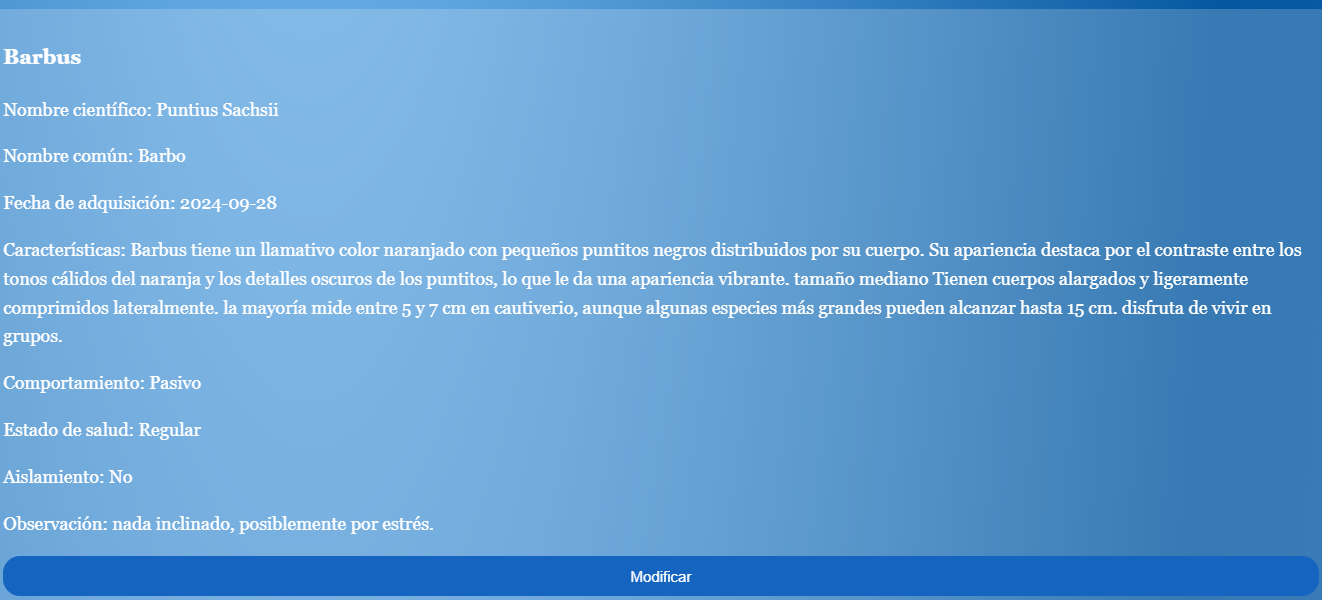 Barbus
Nombre científico: Puntius Sachsii
Nombre común: Barbo
Fecha de adquisición: 2024-09-28
Características: Barbus tiene un llamativo color naranjado con pequeños puntitos negros distribuidos por su cuerpo. Su apariencia destaca por el contraste entre los
tonos cálidos del naranja y los detalles oscuros de los puntitos, lo que le da una apariencia vibrante. tamaño mediano Tienen cuerpos alargados y ligeramente
comprimidos lateralmente. la mayoría mide entre 5 y 7 cm en cautiverio, aunque algunas especies más grandes pueden alcanzar hasta 15 cm. disfruta de vivir en
grupos.
Comportamiento: Pasivo
Estado de salud: Regular
Aislamiento: No
Observación: nada inclinado, posiblemente por estrés.
Modificar